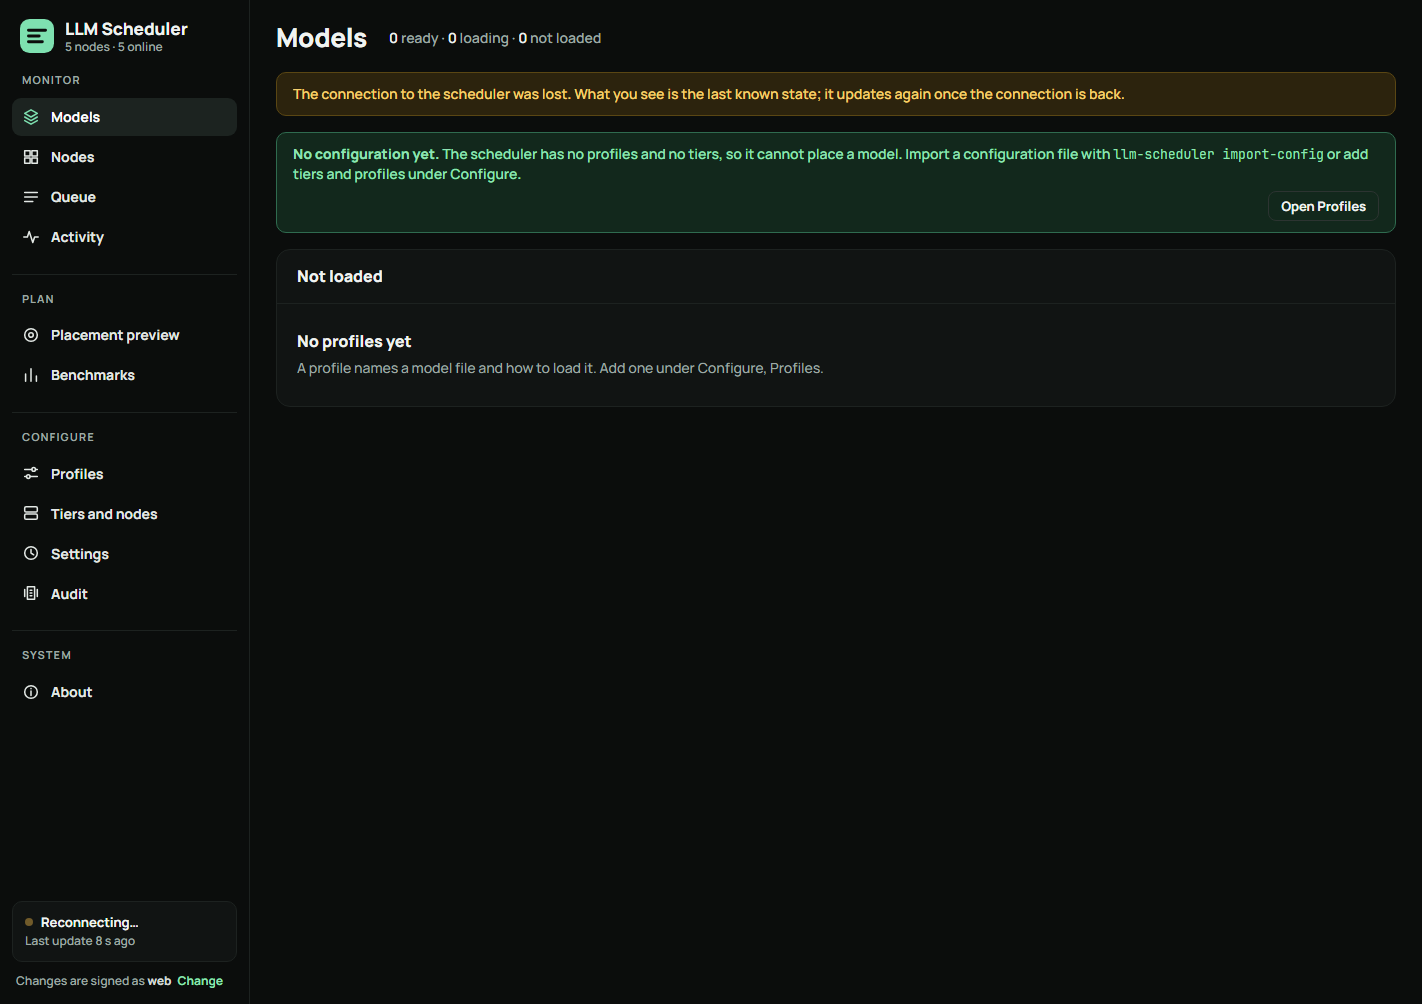 LLM Scheduler
5 nodes · 5 online
MONITOR
Models
Nodes
Queue
Activity
PLAN
Placement preview
Benchmarks
CONFIGURE
Profiles
Tiers and nodes
Settings
Audit
SYSTEM
About
Reconnecting...
Last update 8 s ago
Changes are signed as web Change
Models
0 ready · 0 loading · 0 not loaded
The connection to the scheduler was lost. What you see is the last known state; it updates again once the connection is back.
No configuration yet. The scheduler has no profiles and no tiers, so it cannot place a model. Import a configuration file with llm-scheduler import-config or add
tiers and profiles under Configure.
Open Profiles
Not loaded
No profiles yet
A profile names a model file and how to load it. Add one under Configure, Profiles.